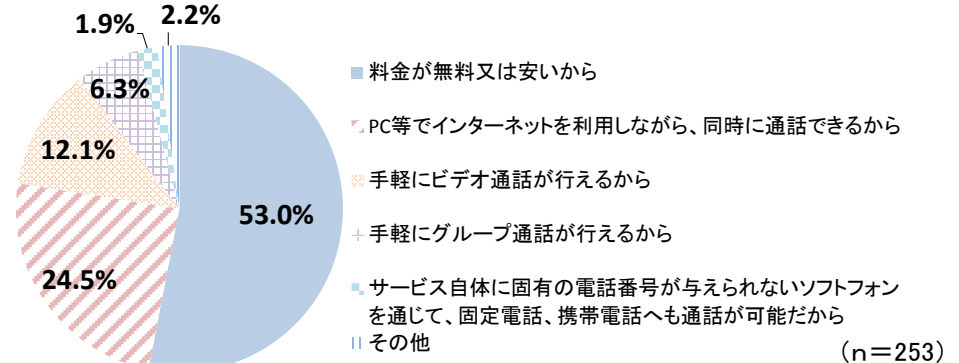 1.9%
2.2%
6.3%
12.1%
24.5%
53.0%
料金が無料又は安いから
PC等でインターネットを利用しながら、同時に通話できるから
手軽にビデオ通話が行えるから
手軽にグループ通話が行えるから
サービス自体に固有の電話番号が与えられないソフトフォン
を通じて、固定電話、携帯電話へも通話が可能だから
その他
(n＝253)